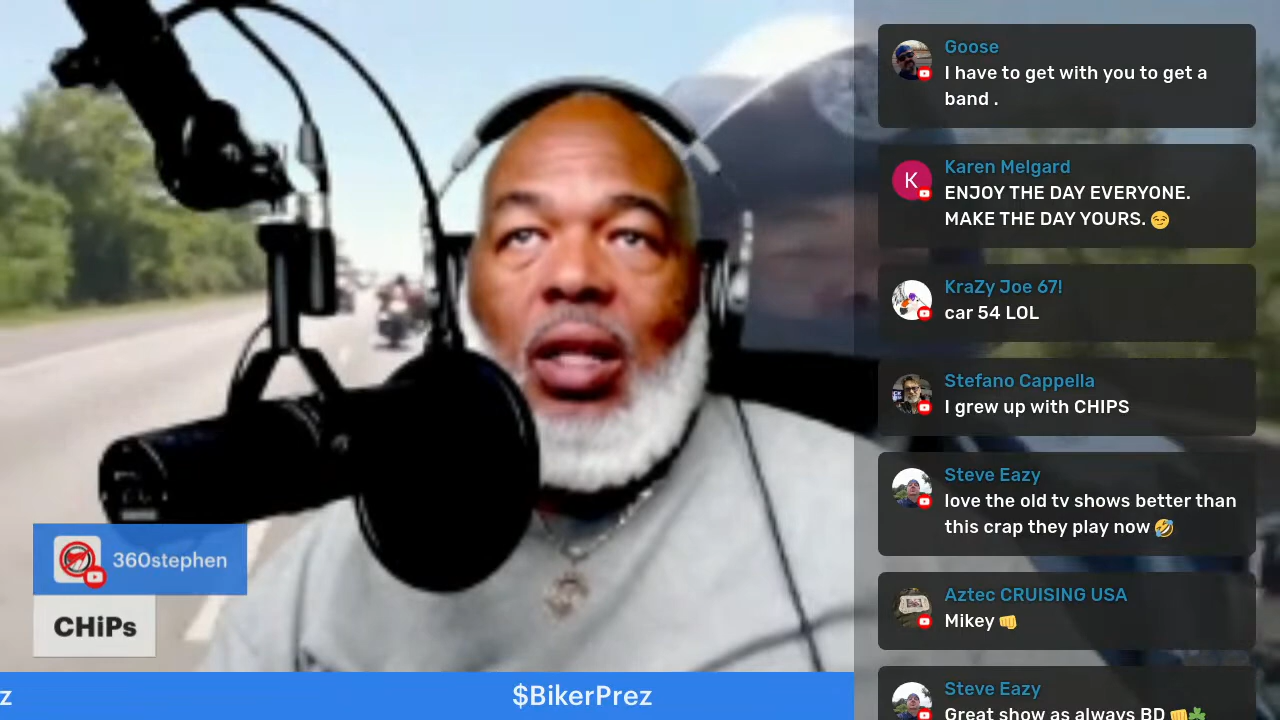 Goose
I have to get with you to get a
band .
Karen Melgard
K
ENJOY THE DAY EVERYONE.
MAKE THE DAY YOURS. 😏
KraZy Joe 67!
car 54 LOL
Stefano Cappella
I grew up with CHIPS
Steve Eazy
love the old tv shows better than
this crap they play now 🤣
Aztec CRUISING USA
Mikey 👊
Steve Eazy
Great show as always BD 👊☘️
360stephen
CHiPs
z
$BikerPrez